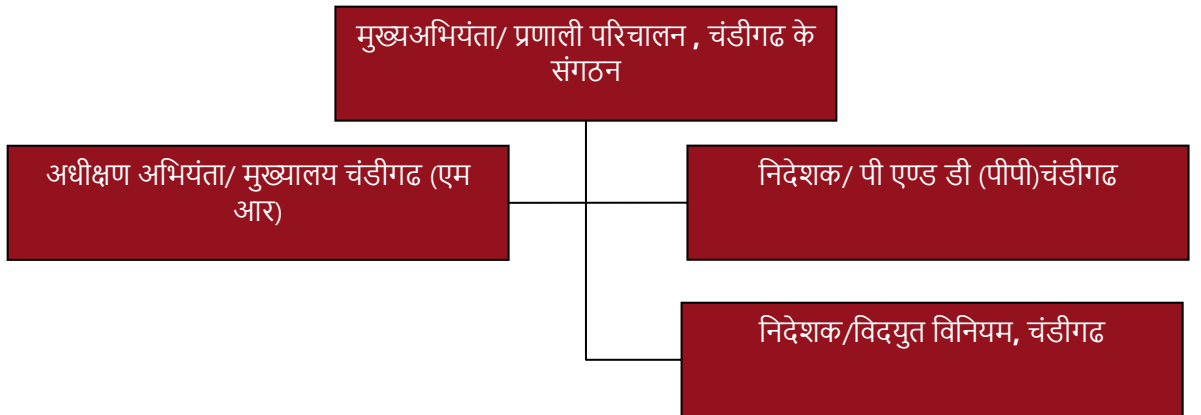 मुख्यअभियंता/ प्रणाली परिचालन , चंडीगढ के
संगठन
अधीक्षण अभियंता/ मुख्यालय चंडीगढ (एम
आर)
निदेशक/ पी एण्ड डी (पीपी)चंडीगढ
निदेशक/विदयुत विनियम, चंडीगढ